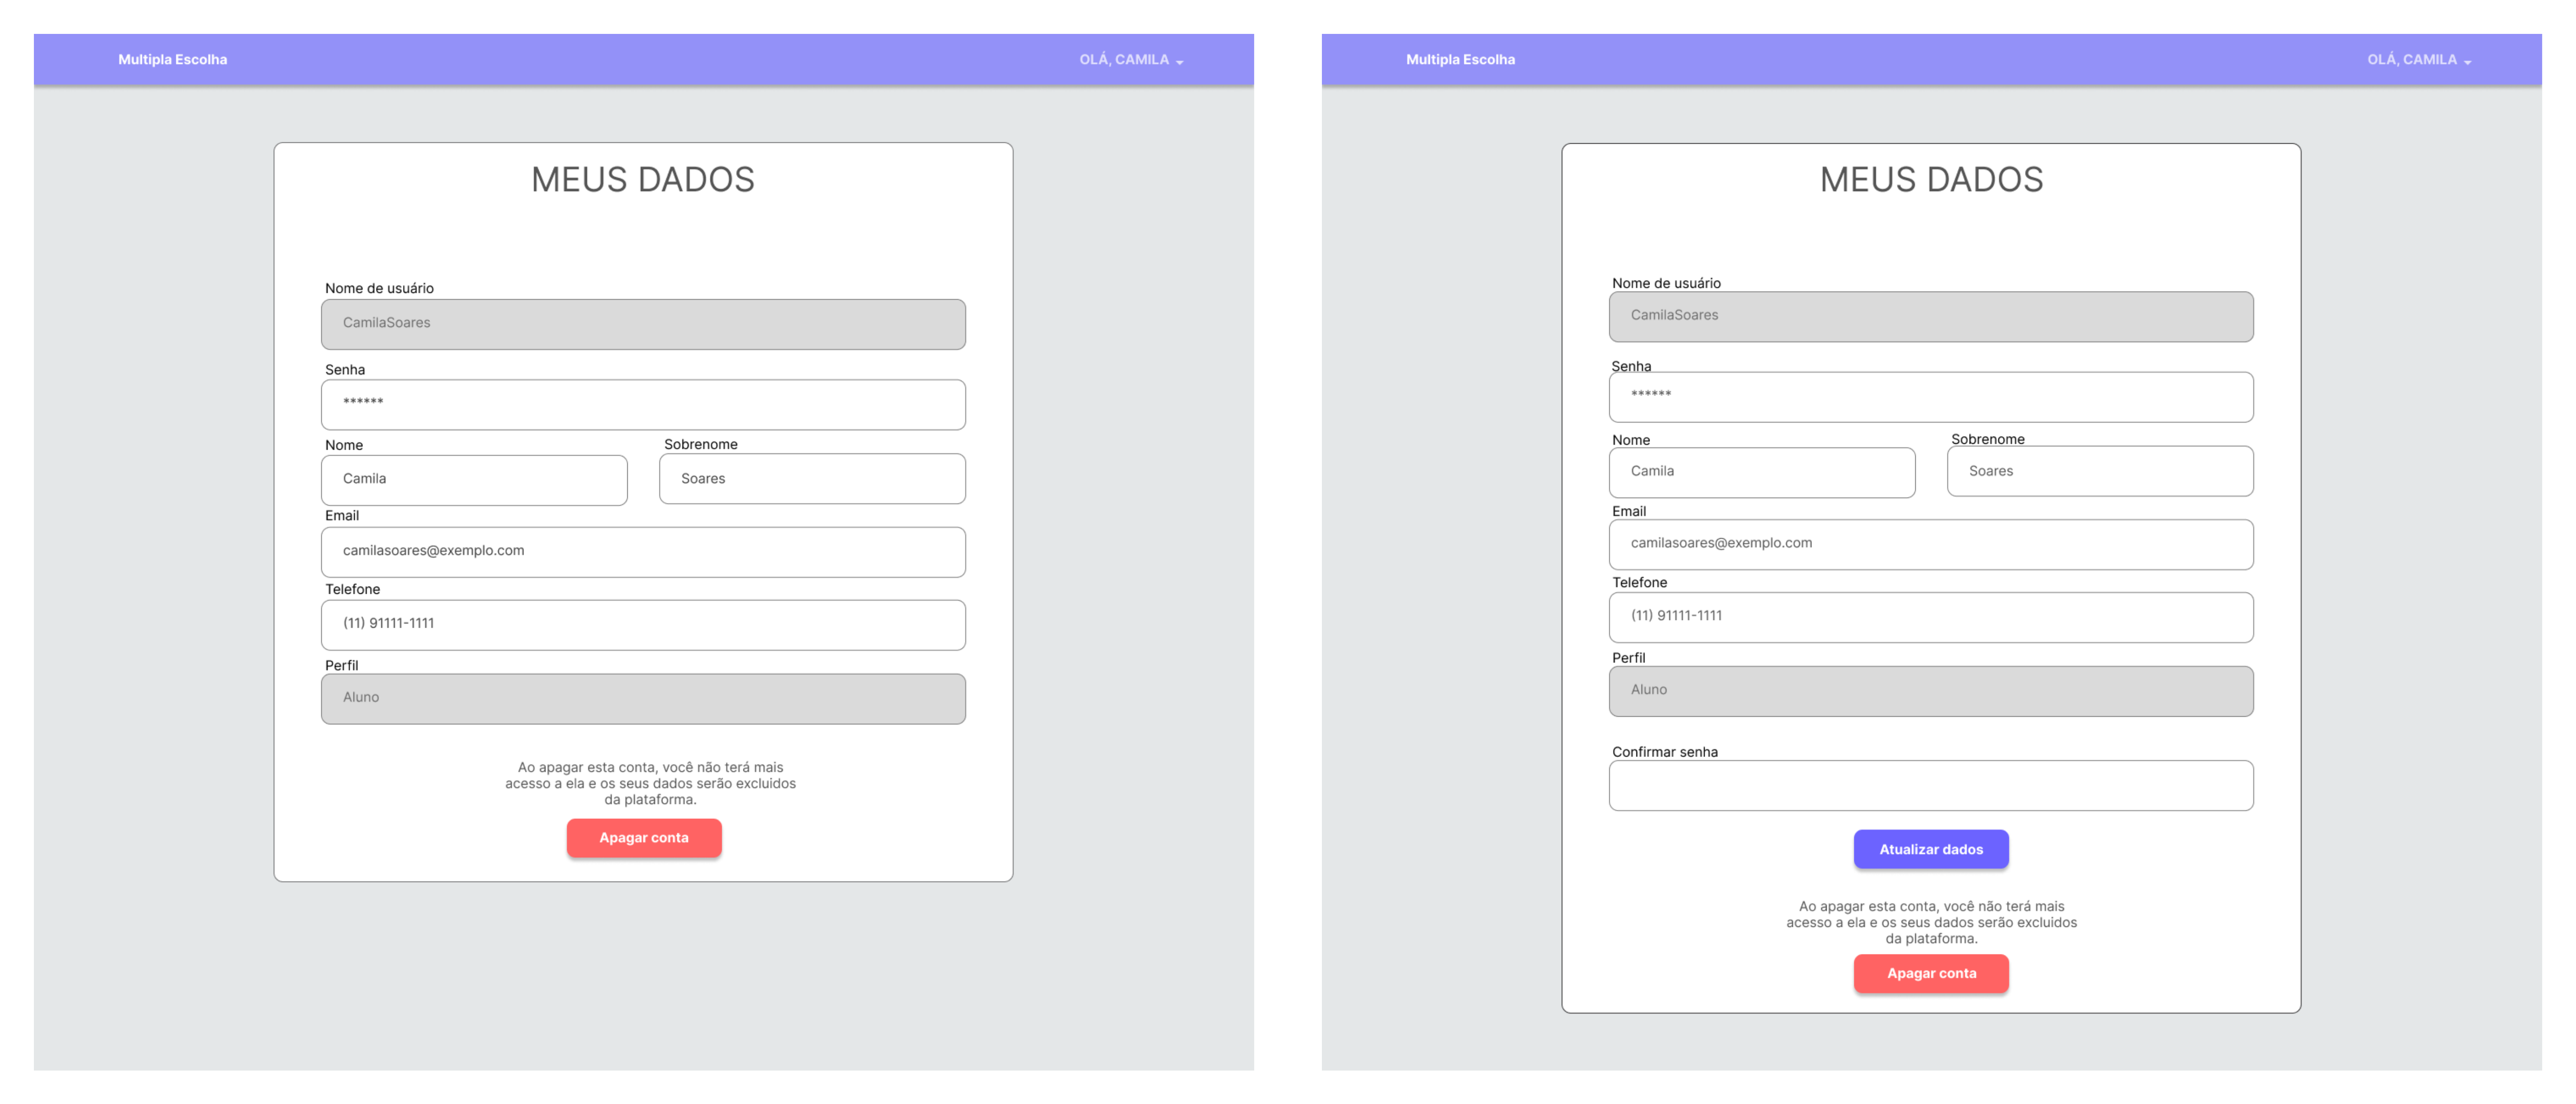 Multipla Escolha
OLÁ, CAMILA
MEUS DADOS
Nome de usuário
CamilaSoares
Senha
******
Nome
Sobrenome
Camila
Soares
Email
camilasoares@exemplo.com
Telefone
(11) 91111-1111
Perfil
Aluno
Ao apagar esta conta, você não terá mais
acesso a ela e os seus dados serão excluidos
da plataforma.
Apagar conta
Multipla Escolha
OLÁ, CAMILA
MEUS DADOS
Nome de usuário
CamilaSoares
Senha
******
Nome
Sobrenome
Camila
Soares
Email
camilasoares@exemplo.com
Telefone
(11) 91111-1111
Perfil
Aluno
Confirmar senha
Atualizar dados
Ao apagar esta conta, você não terá mais
acesso a ela e os seus dados serão excluidos
da plataforma.
Apagar conta